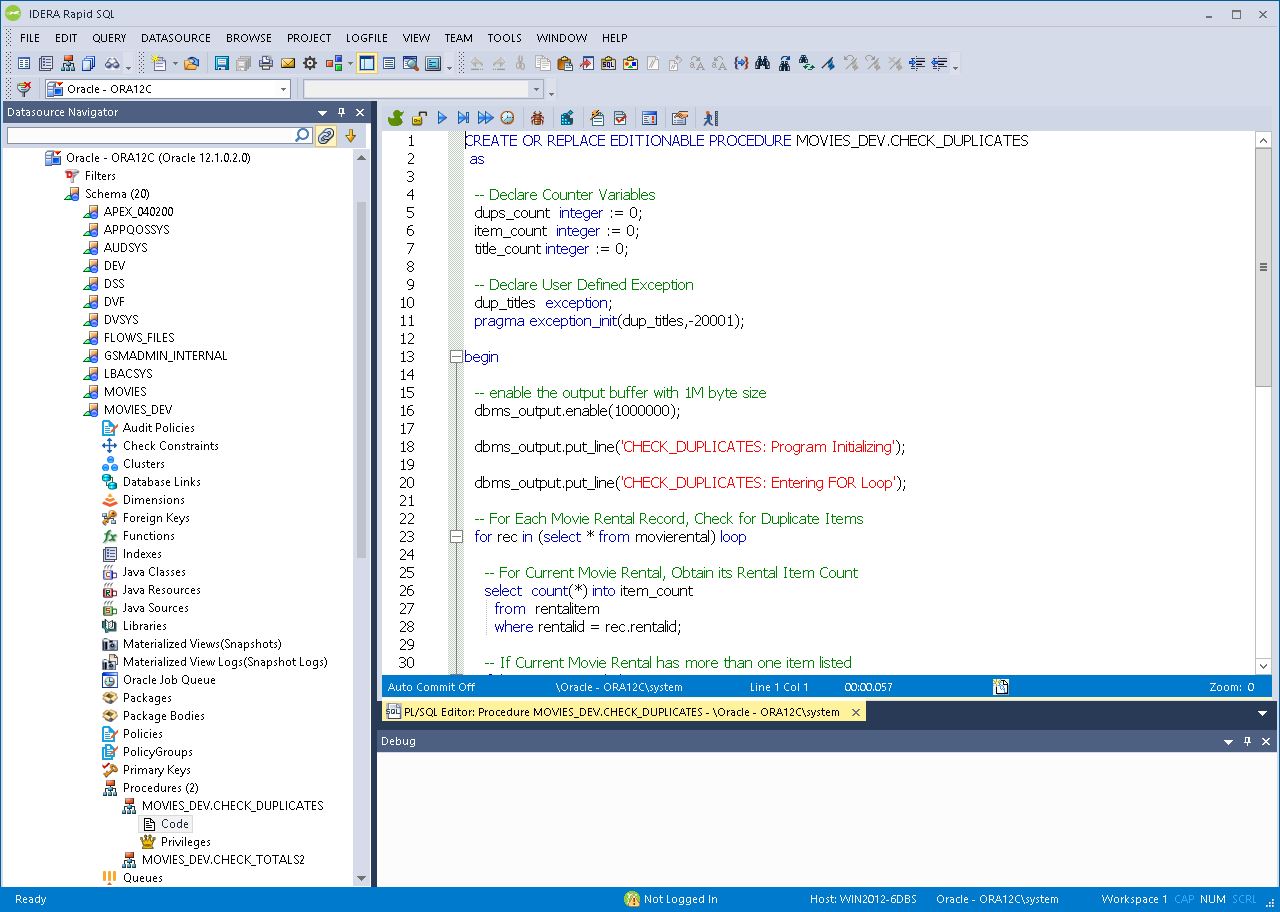 IDERA Rapid SQL
FILE EDIT QUERY DATASOURCE BROWSE PROJECT LOGFILE VIEW TEAM TOOLS WINDOW HELP
Oracle - ORA12C
Datasource Navigator
Oracle - ORA12C (Oracle 12.1.0.2.0)
Filters
Schema (20)
APEX_040200
APPQOSSYS
AUDSYS
DEV
DSS
DVF
DVSYS
FLOWS_FILES
GSMADMIN_INTERNAL
LBACSYS
MOVIES
MOVIES_DEV
Audit Policies
Check Constraints
Clusters
Database Links
Dimensions
Foreign Keys
Functions
Indexes
Java Classes
Java Resources
Java Sources
Libraries
Materialized Views(Snapshots)
Materialized View Logs(Snapshot Logs)
Oracle Job Queue
Packages
Package Bodies
Policies
PolicyGroups
Primary Keys
Procedures (2)
MOVIES_DEV.CHECK_DUPLICATES
Code
Privileges
MOVIES_DEV.CHECK_TOTALS2
Queues
1 CREATE OR REPLACE EDITIONABLE PROCEDURE MOVIES_DEV.CHECK_DUPLICATES
2 as
3
4 -- Declare Counter Variables
5 dups_count integer := 0;
6 item_count integer := 0;
7 title_count integer := 0;
8
9 -- Declare User Defined Exception
10 dup_titles exception;
11 pragma exception_init(dup_titles,-20001);
12
13 begin
14
15 -- enable the output buffer with 1M byte size
16 dbms_output.enable(1000000);
17
18 dbms_output.put_line('CHECK_DUPLICATES: Program Initializing');
19
20 dbms_output.put_line('CHECK_DUPLICATES: Entering FOR Loop');
21
22 -- For Each Movie Rental Record, Check for Duplicate Items
23 for rec in (select * from movierental) loop
24
25 -- For Current Movie Rental, Obtain its Rental Item Count
26 select count(*) into item_count
27 from rentalitem
28 where rentalid = rec.rentalid;
29
30 -- If Current Movie Rental has more than one item listed
Auto Commit Off \Oracle - ORA12C\system Line 1 Col 1 00:00.057 Zoom: 0
PL/SQL Editor: Procedure MOVIES_DEV.CHECK_DUPLICATES - \Oracle - ORA12C\system
Debug
Ready Not Logged In Host: WIN2012-6DBS Oracle - ORA12C\system Workspace 1 CAP NUM SCRL